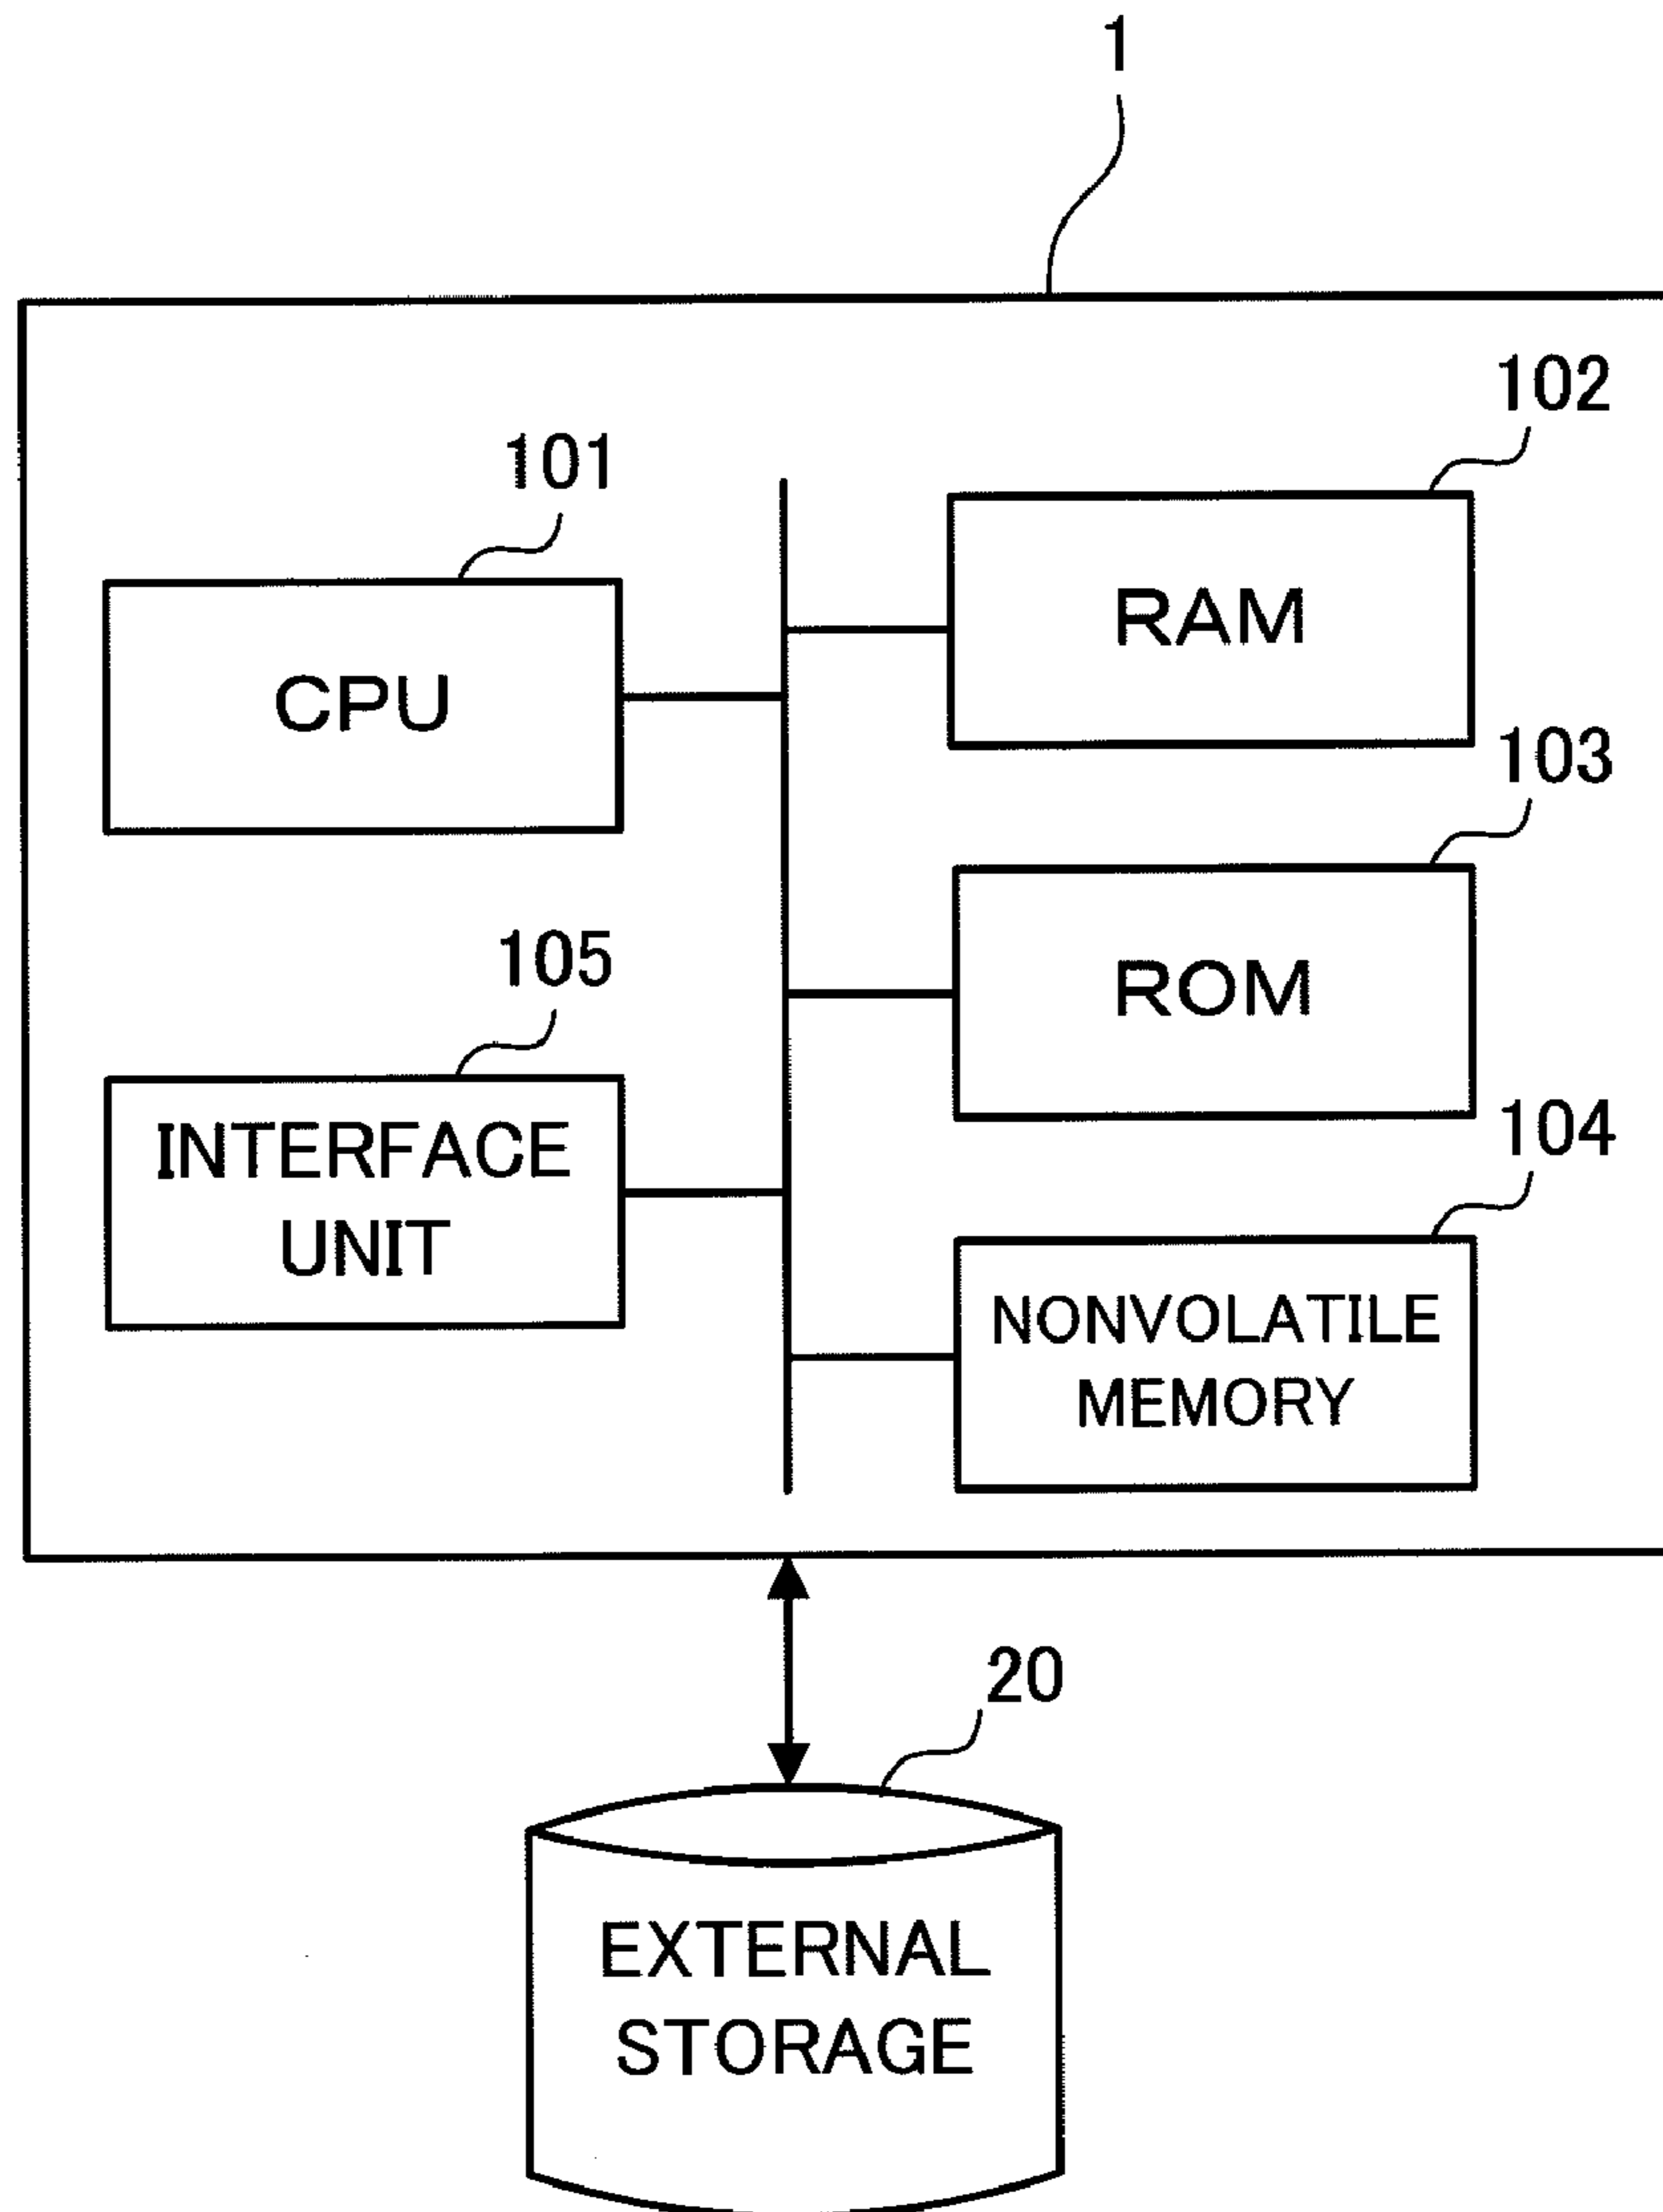 1
102
101
RAM
CPU
103
105
ROM
INTERFACE
UNIT
104
NONVOLATILE
MEMORY
20
EXTERNAL
STORAGE